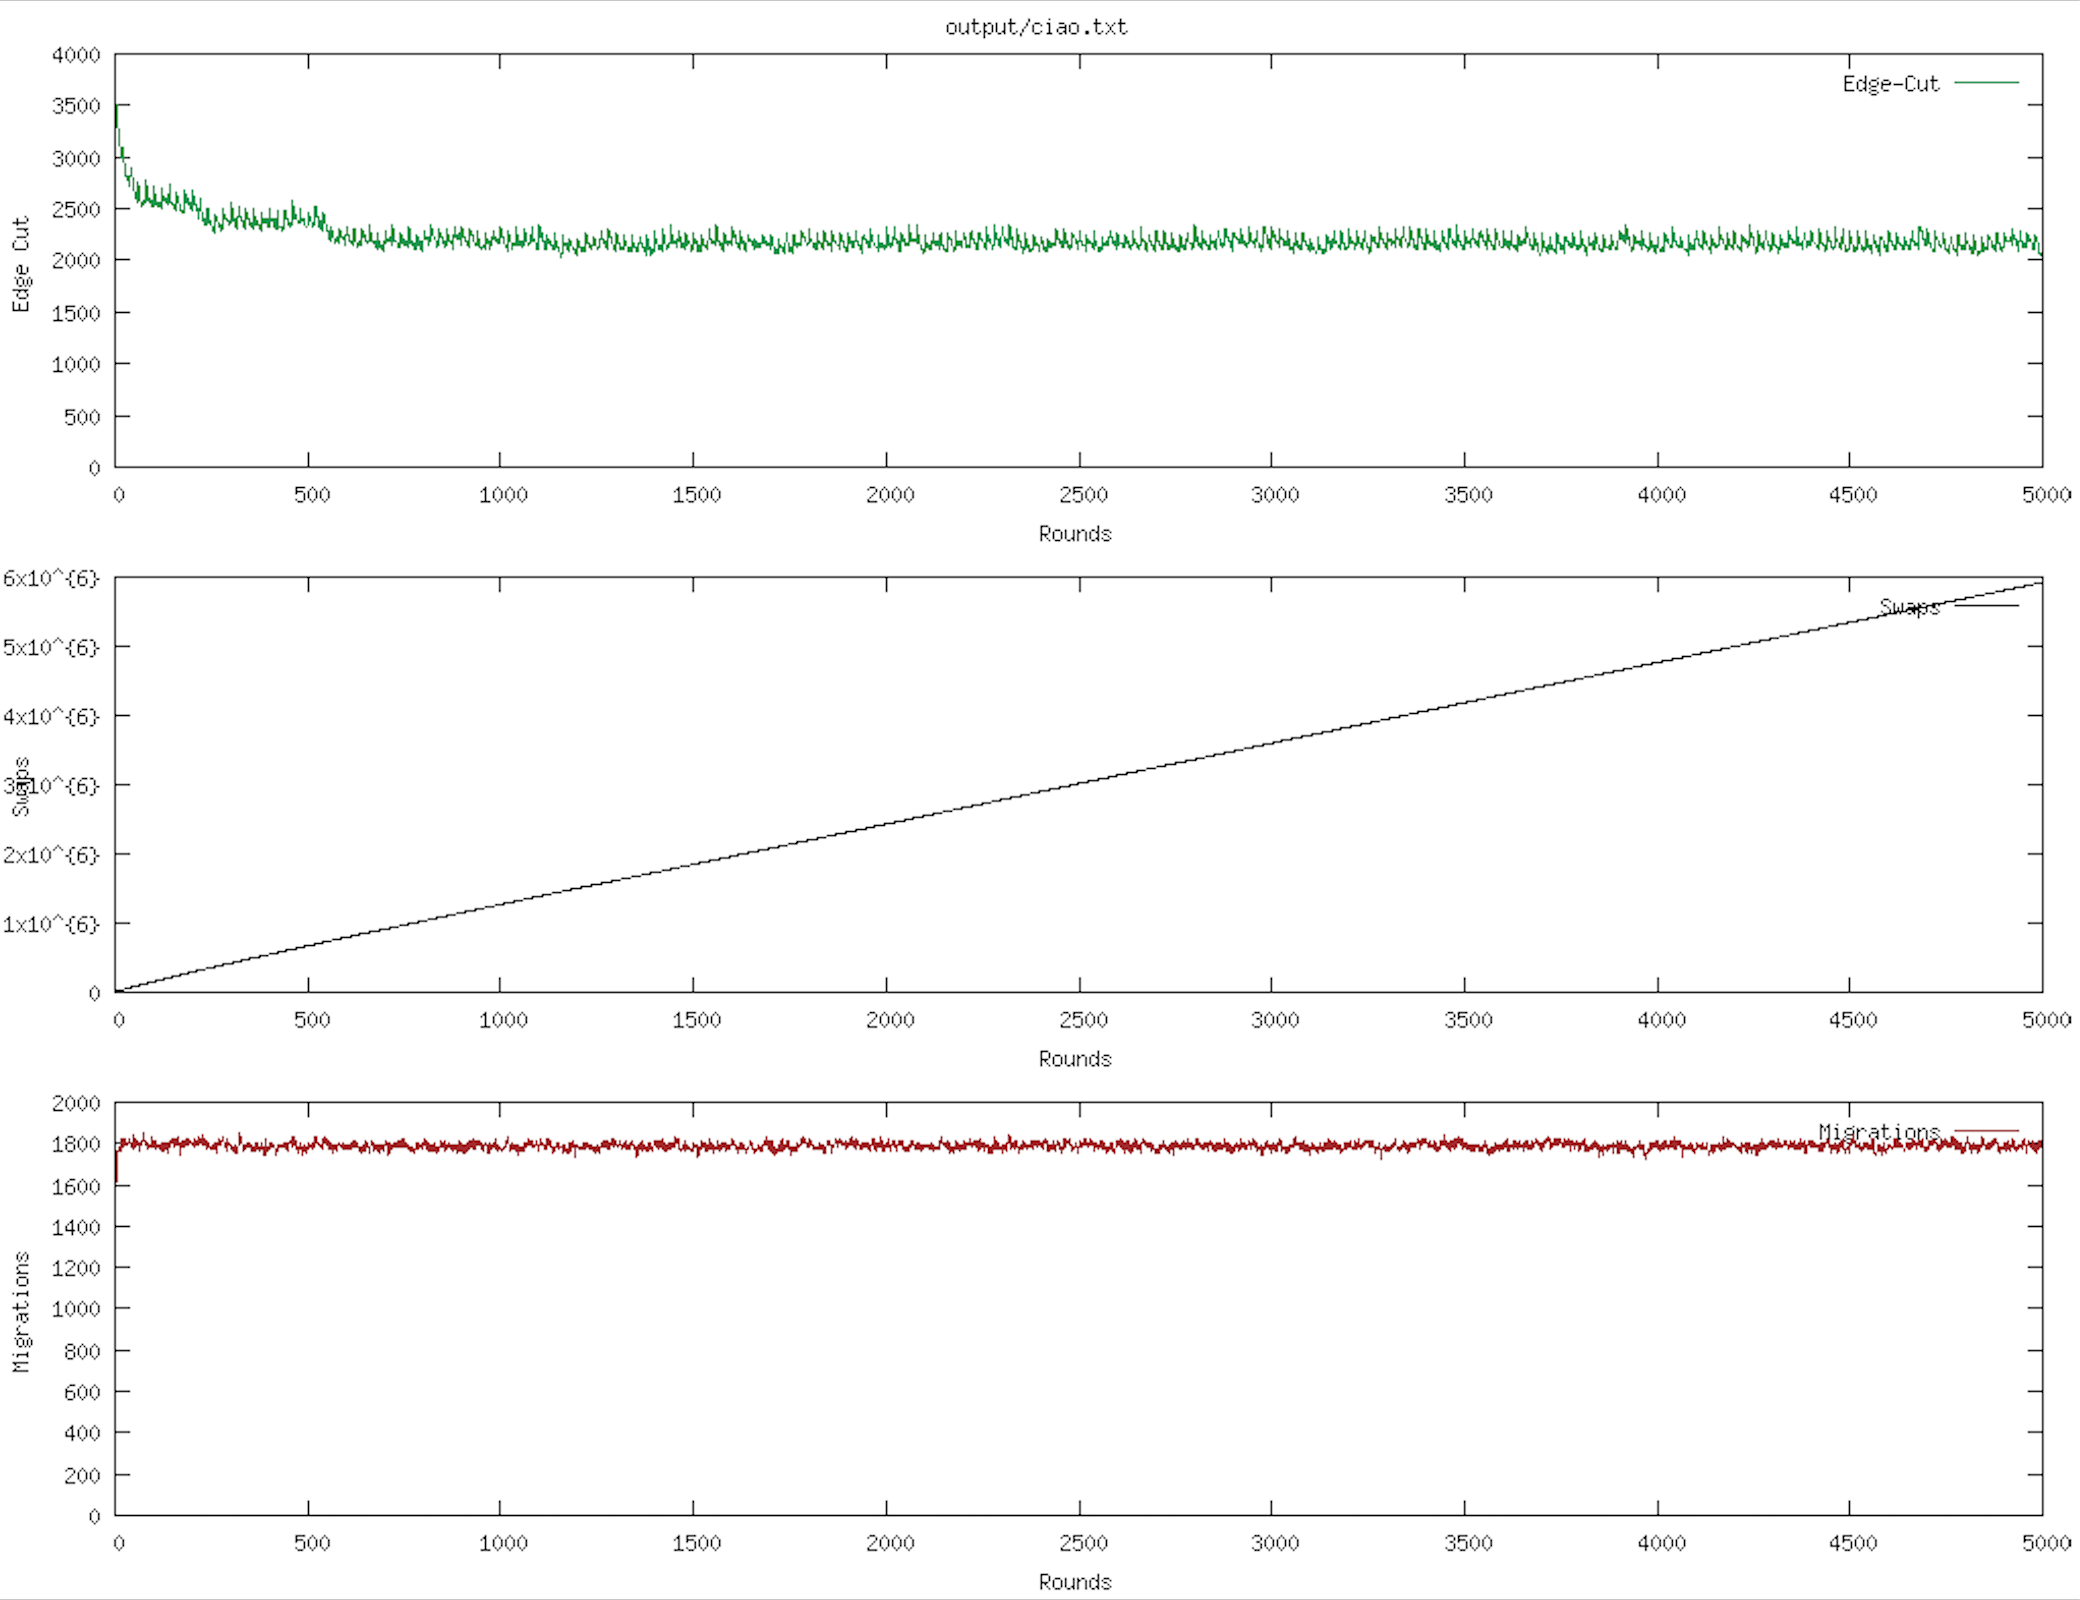 output/ciao.txt
4000
3500
3000
2500
2000
1500
1000
500
0
Edge Cut
Edge-Cut
0 500 1000 1500 2000 2500 3000 3500 4000 4500 5000
Rounds
6x10^{6}
5x10^{6}
4x10^{6}
3x10^{6}
2x10^{6}
1x10^{6}
0
Swaps
Swaps
0 500 1000 1500 2000 2500 3000 3500 4000 4500 5000
Rounds
2000
1800
1600
1400
1200
1000
800
600
400
200
0
Migrations
Migrations
0 500 1000 1500 2000 2500 3000 3500 4000 4500 5000
Rounds